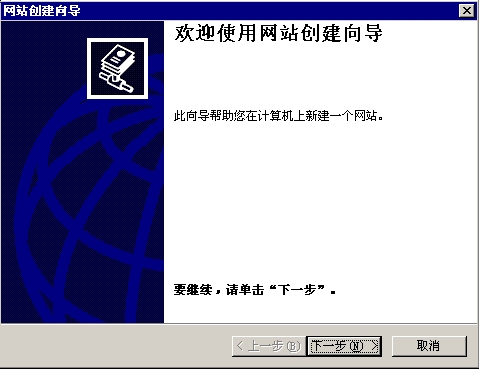 网站创建向导
欢迎使用网站创建向导
此向导帮助您在计算机上新建一个网站。
要继续，请单击“下一步”。
< 上一步(B) 下一步(N) > 取消